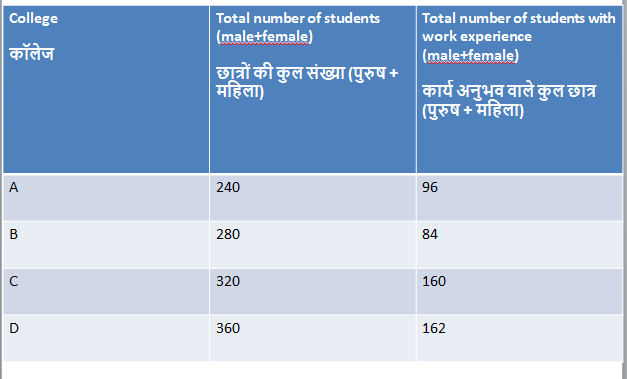 College
कॉलेज
Total number of students
(male+female)
छात्रों की कुल संख्या (पुरुष +
महिला)
Total number of students with
work experience
(male+female)
कार्य अनुभव वाले कुल छात्र
(पुरुष + महिला)
A 240 96
B 280 84
C 320 160
D 360 162